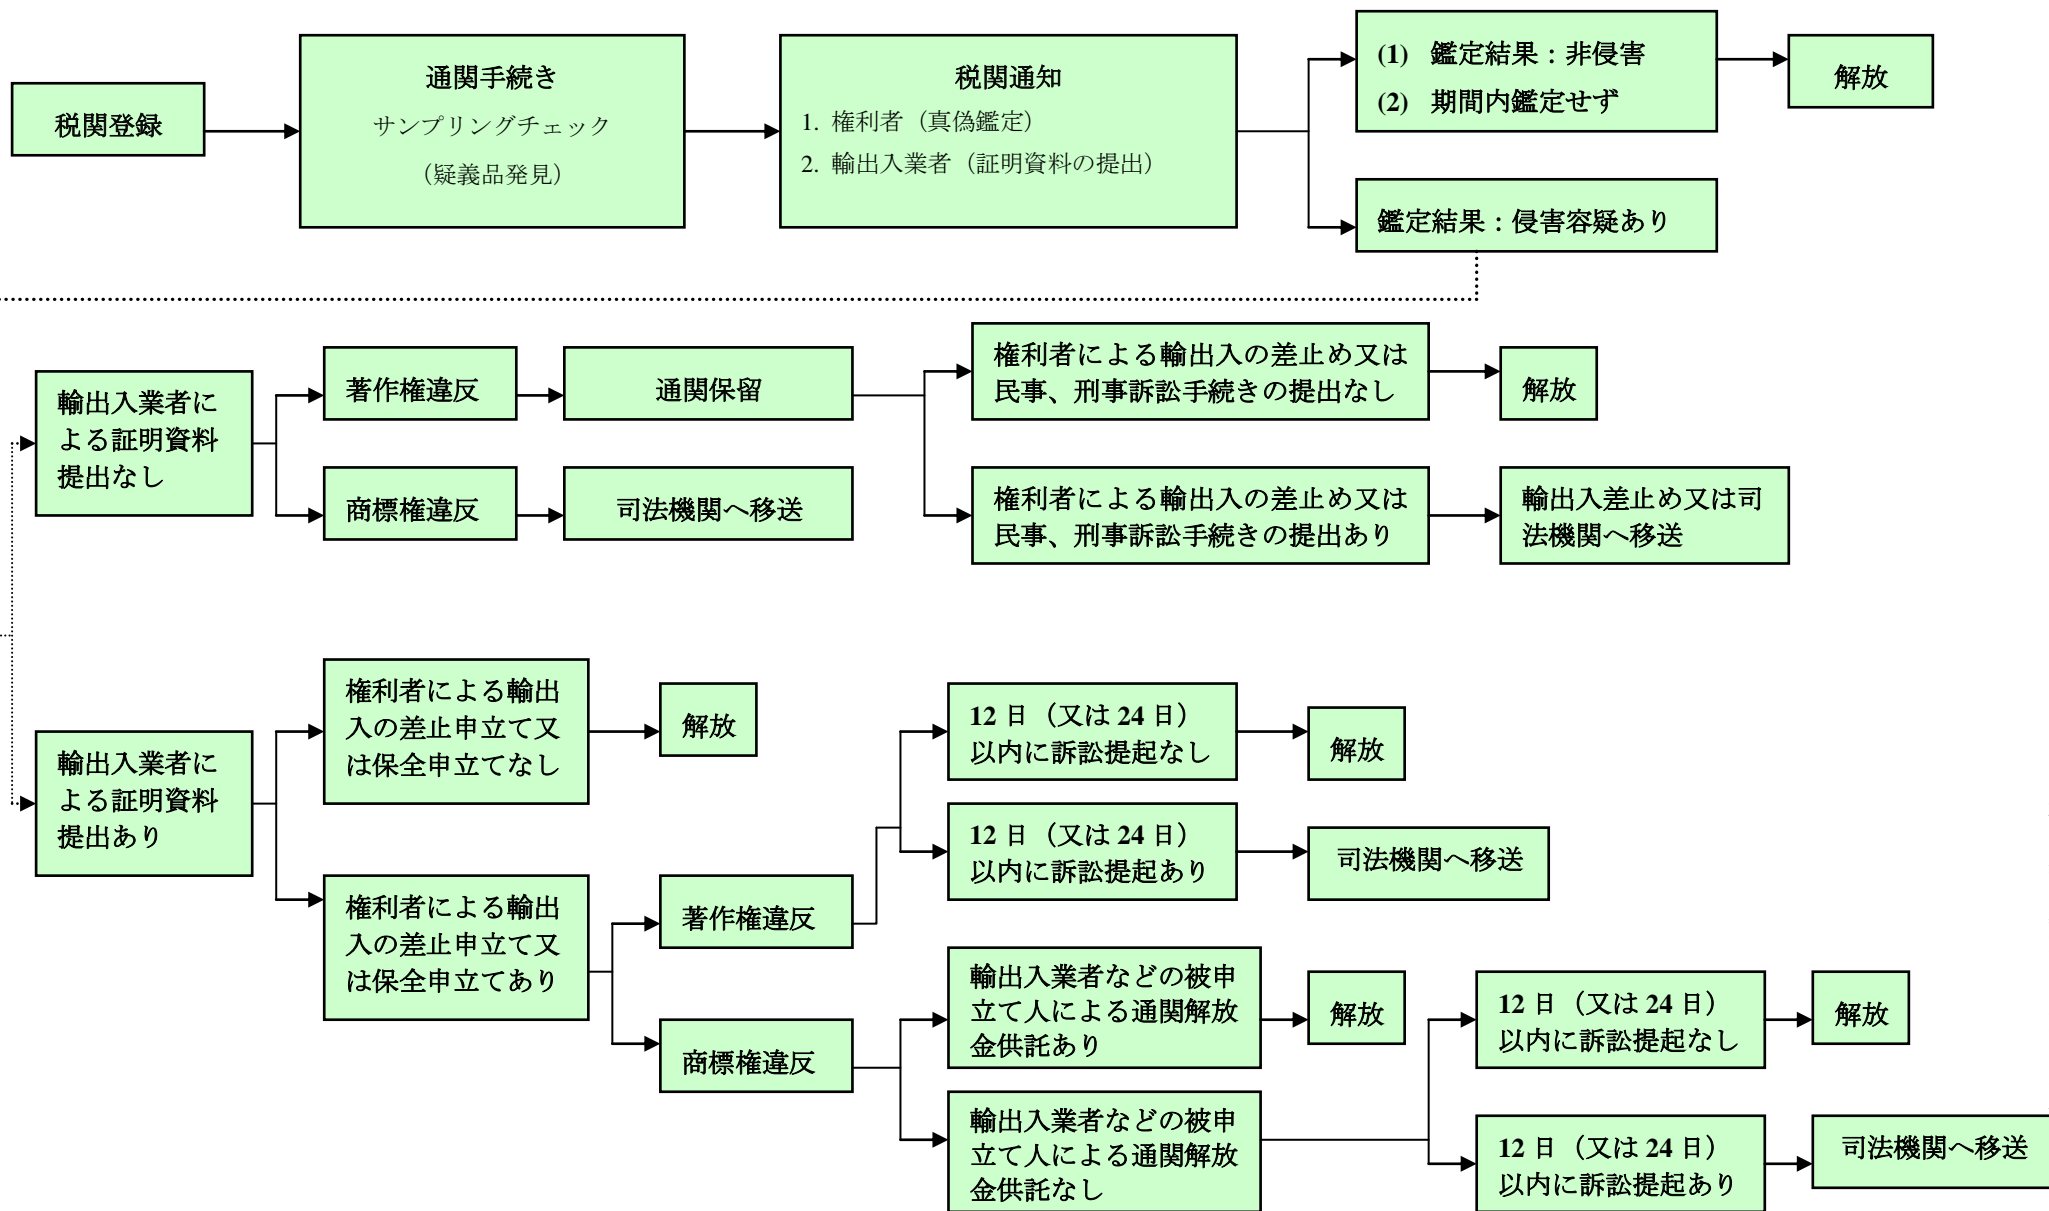 税関登録
通関手続き
サンプリングチェック
（疑義品発見）
税関通知
1. 権利者（真偽鑑定）
2. 輸出入業者（証明資料の提出）
(1) 鑑定結果：非侵害
(2) 期間内鑑定せず
解放
鑑定結果：侵害容疑あり
輸出入業者に
よる証明資料
提出なし
著作権違反
通関保留
権利者による輸出入の差止め又は
民事、刑事訴訟手続きの提出なし
解放
商標権違反
司法機関へ移送
権利者による輸出入の差止め又は
民事、刑事訴訟手続きの提出あり
輸出入差止め又は司
法機関へ移送
輸出入業者に
よる証明資料
提出あり
権利者による輸出
入の差止申立て又
は保全申立てなし
解放
権利者による輸出
入の差止申立て又
は保全申立てあり
著作権違反
12 日（又は 24 日）
以内に訴訟提起なし
解放
12 日（又は 24 日）
以内に訴訟提起あり
司法機関へ移送
商標権違反
輸出入業者などの被申
立て人による通関解放
金供託あり
解放
輸出入業者などの被申
立て人による通関解放
金供託なし
12 日（又は 24 日）
以内に訴訟提起なし
解放
12 日（又は 24 日）
以内に訴訟提起あり
司法機関へ移送